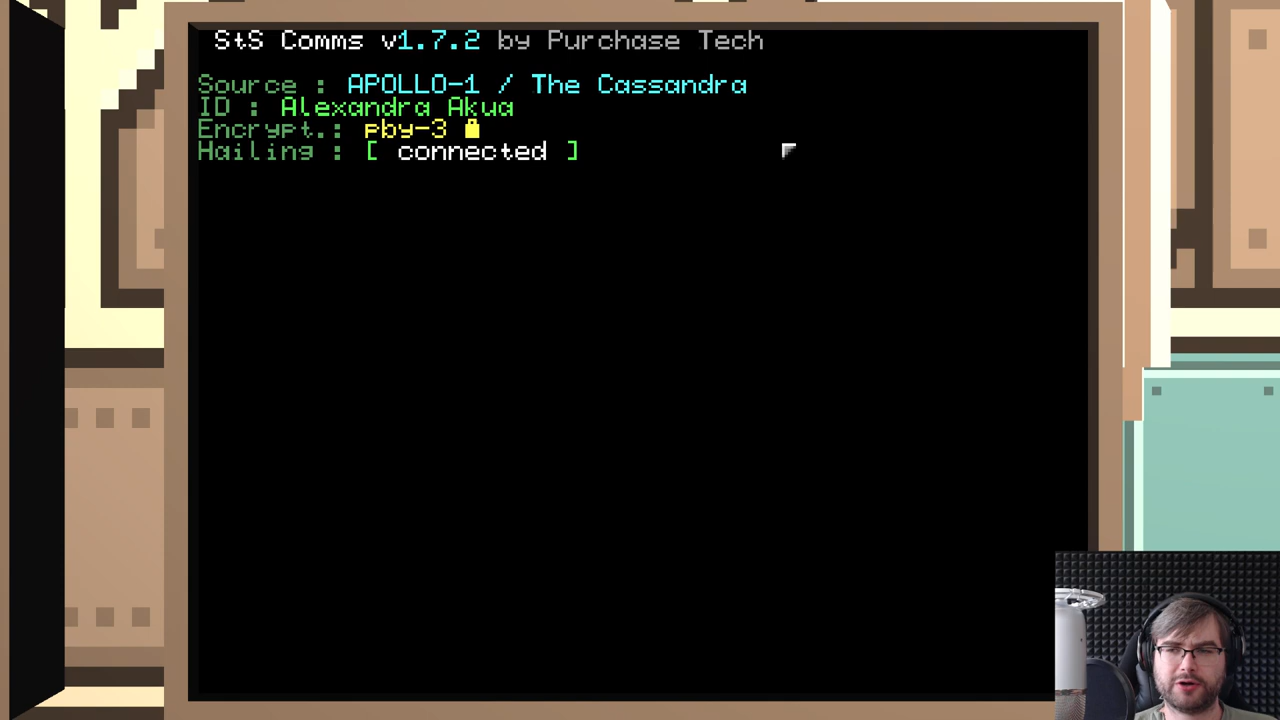 StS Comms v1.7.2 by Purchase Tech
Source : APOLLO-1 / The Cassandra
ID : Alexandra Akua
Encrypt.: pby-3
Hailing : [ connected ]